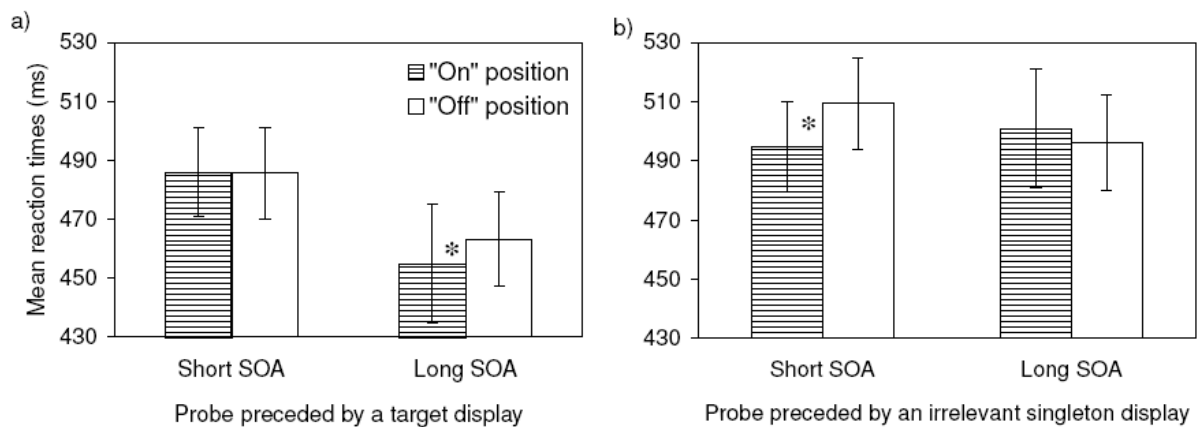 a)
Mean reaction times (ms)
530
510
490
470
450
430
"On" position
"Off" position
*
Short SOA
Long SOA
Probe preceded by a target display
b)
530
510
490
470
450
430
*
Short SOA
Long SOA
Probe preceded by an irrelevant singleton display